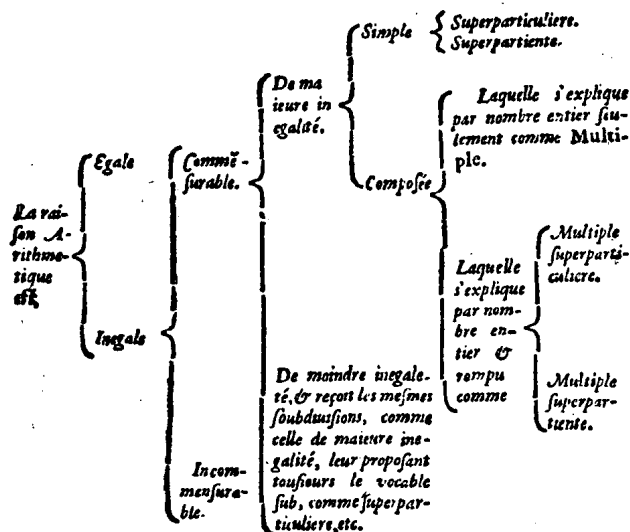 La rai-
ſon A-
rithme-
tique
eſt,
Egale
Inegale
Commĕ-
ſurable.
Incom-
menſura-
ble.
De ma
ieure in
egalité.
Simple
Superparticuliere.
Superpartiente.
Composée
Laquelle s'explique
par nombre entier ſeu-
lement comme Multi-
ple.
Laquelle
s'explique
par nom-
bre en-
tier &
rompu
comme
Multiple
ſuperparti-
culiere.
Multiple
ſuperpar-
tiente.
De moindre inegale-
té, & reçoit les meſmes
ſoubdiuiſions, comme
celle de maieure ine-
galité, leur propoſant
touſiours le vocable
ſub, comme ſuperpar-
ticuliere, etc.